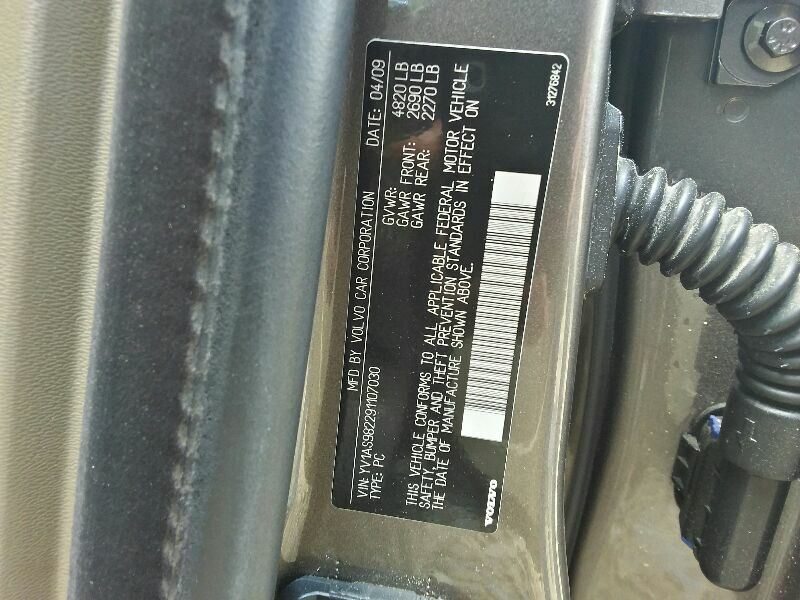 MFD BY VOLVO CAR CORPORATION DATE: 04/09
VIN: YV1AS982291107030
TYPE: PC
GVWR: 4820 LB
GAWR FRONT: 2690 LB
GAWR REAR: 2270 LB
THIS VEHICLE CONFORMS TO ALL APPLICABLE FEDERAL MOTOR VEHICLE
SAFETY, BUMPER AND THEFT PREVENTION STANDARDS IN EFFECT ON
THE DATE OF MANUFACTURE SHOWN ABOVE.
VOLVO
31276842